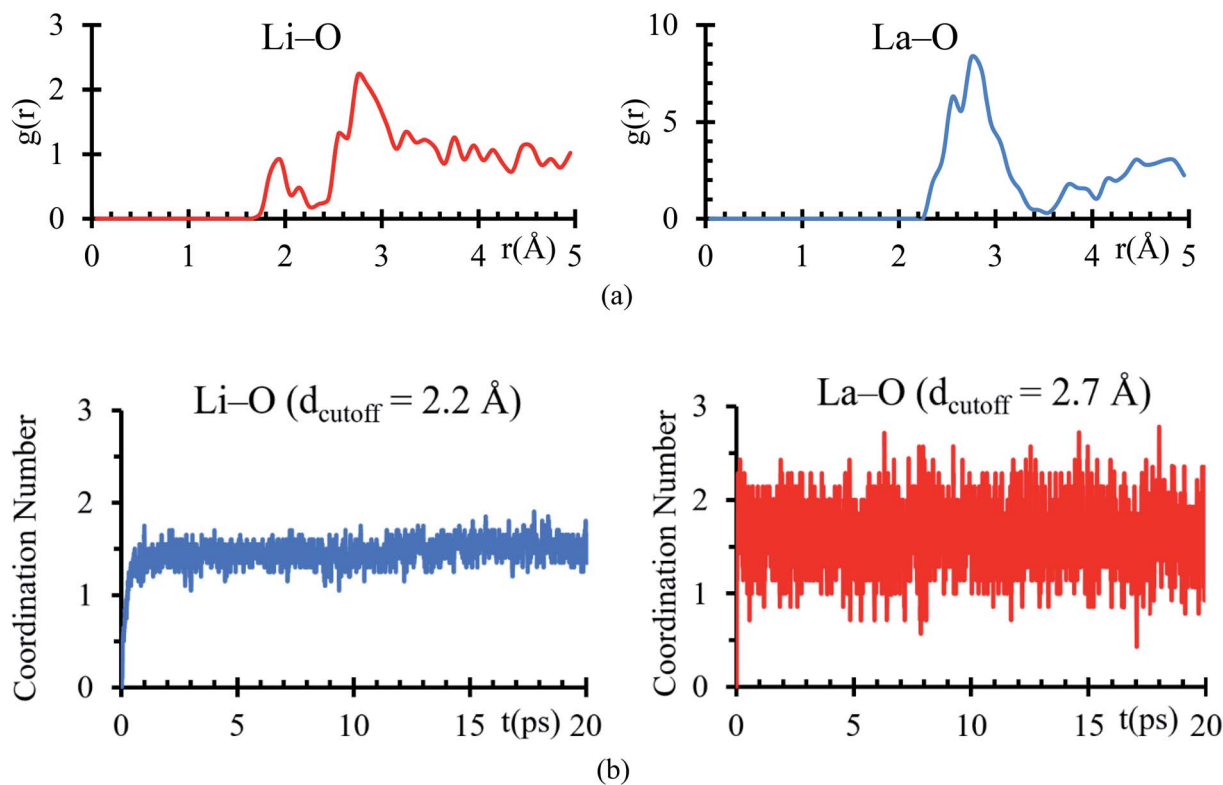 Li–O
g(r)
3
2
1
0
0 1 2 3 4 5
r(Å)
La–O
g(r)
10
5
0
0 1 2 3 4 5
r(Å)
(a)
Li–O (dcutoff = 2.2 Å)
Coordination Number
3
2
1
0
0 5 10 15 20
t(ps)
La–O (dcutoff = 2.7 Å)
Coordination Number
3
2
1
0
0 5 10 15 20
t(ps)
(b)